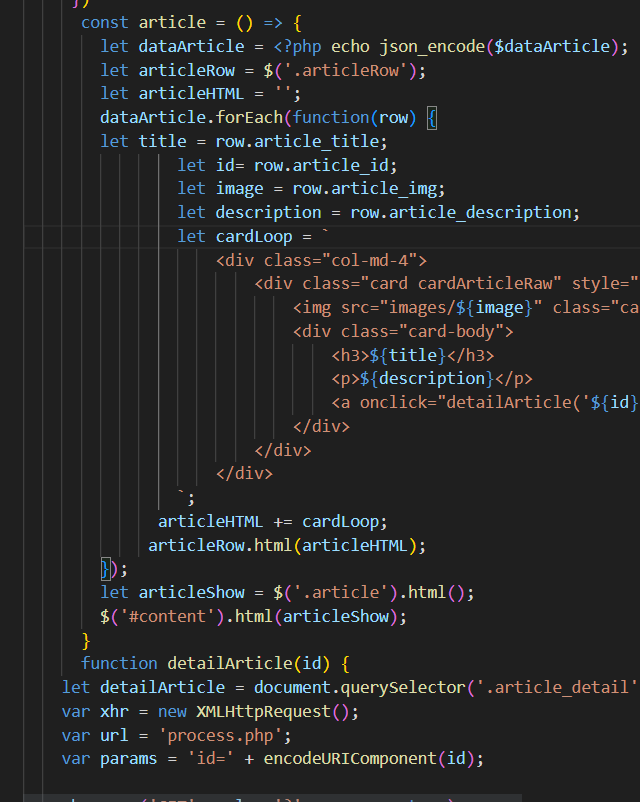 })
const article = () => {
let dataArticle = <?php echo json_encode($dataArticle);
let articleRow = $('.articleRow');
let articleHTML = '';
dataArticle.forEach(function(row) {
let title = row.article_title;
let id= row.article_id;
let image = row.article_img;
let description = row.article_description;
let cardLoop = `
<div class="col-md-4">
<div class="card cardArticleRaw" style="
<img src="images/${image}" class="ca
<div class="card-body">
<h3>${title}</h3>
<p>${description}</p>
<a onclick="detailArticle('${id}
</div>
</div>
</div>
`;
articleHTML += cardLoop;
articleRow.html(articleHTML);
});
let articleShow = $('.article').html();
$('#content').html(articleShow);
}
function detailArticle(id) {
let detailArticle = document.querySelector('.article_detail'
var xhr = new XMLHttpRequest();
var url = 'process.php';
var params = 'id=' + encodeURIComponent(id);